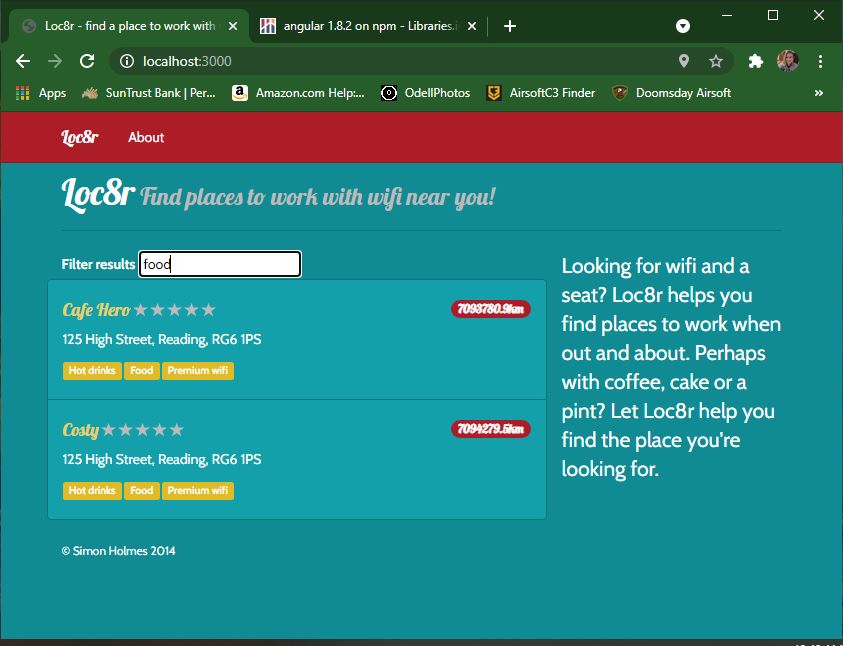 Loc8r - find a place to work with
angular 1.8.2 on npm - Libraries.i
localhost:3000
Apps
SunTrust Bank | Per...
Amazon.com Help:...
OdellPhotos
AirsoftC3 Finder
Doomsday Airsoft
»
Loc8r
About
Loc8r Find places to work with wifi near you!
Filter results food
Cafe Hero
7093780.9km
125 High Street, Reading, RG6 1PS
Hot drinks Food Premium wifi
Costy
7094279.5km
125 High Street, Reading, RG6 1PS
Hot drinks Food Premium wifi
Looking for wifi and a
seat? Loc8r helps you
find places to work when
out and about. Perhaps
with coffee, cake or a
pint? Let Loc8r help you
find the place you're
looking for.
© Simon Holmes 2014